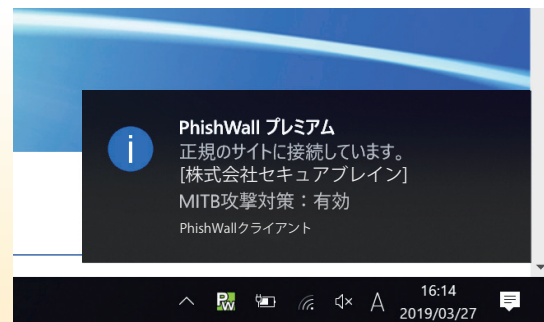 PhishWall プレミアム
正規のサイトに接続しています。
[株式会社セキュアブレイン]
MITB攻撃対策：有効
PhishWallクライアント
PW
A
16:14
2019/03/27